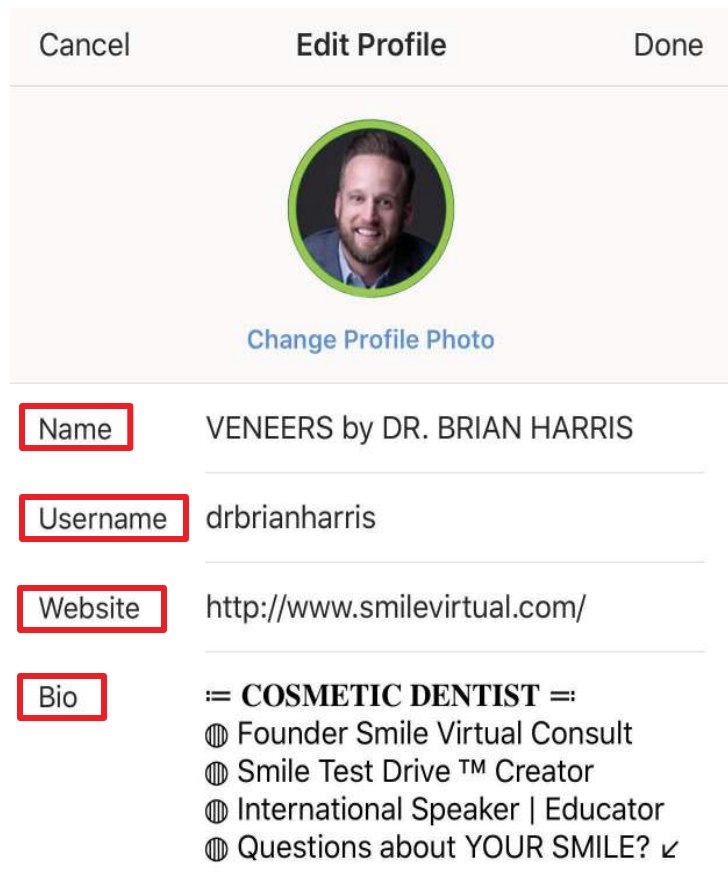 Cancel Edit Profile Done
Change Profile Photo
Name VENEERS by DR. BRIAN HARRIS
Username drbrianharris
Website http://www.smilevirtual.com/
Bio ≔ COSMETIC DENTIST ≕
◍ Founder Smile Virtual Consult
◍ Smile Test Drive ™ Creator
◍ International Speaker | Educator
◍ Questions about YOUR SMILE? ↙